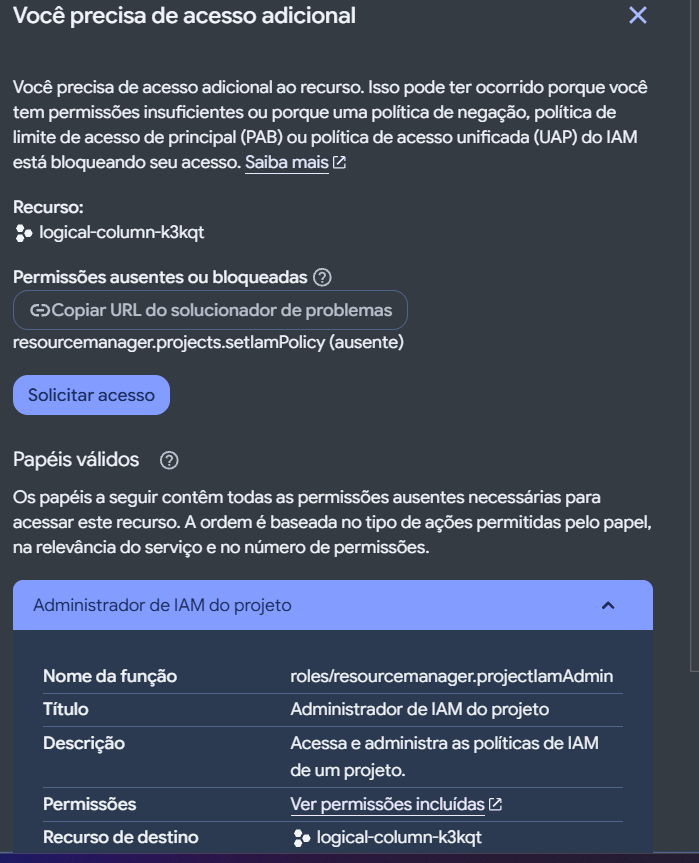 Você precisa de acesso adicional
Você precisa de acesso adicional ao recurso. Isso pode ter ocorrido porque você
tem permissões insuficientes ou porque uma política de negação, política de
limite de acesso de principal (PAB) ou política de acesso unificada (UAP) do IAM
está bloqueando seu acesso. Saiba mais
Recurso:
logical-column-k3kqt
Permissões ausentes ou bloqueadas
Copiar URL do solucionador de problemas
resourcemanager.projects.setIamPolicy (ausente)
Solicitar acesso
Papéis válidos
Os papéis a seguir contêm todas as permissões ausentes necessárias para
acessar este recurso. A ordem é baseada no tipo de ações permitidas pelo papel,
na relevância do serviço e no número de permissões.
Administrador de IAM do projeto
Nome da função roles/resourcemanager.projectIamAdmin
Título Administrador de IAM do projeto
Descrição Acessa e administra as políticas de IAM
de um projeto.
Permissões Ver permissões incluídas
Recurso de destino logical-column-k3kqt